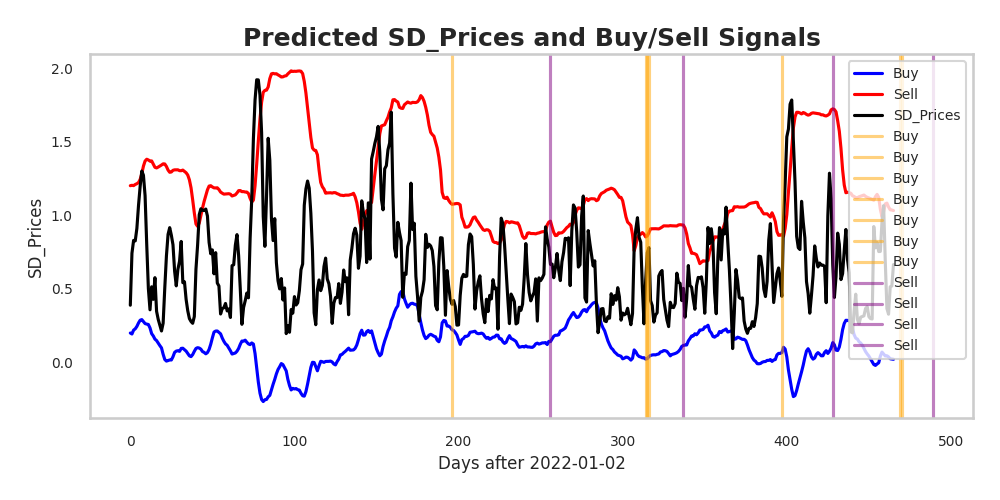 Predicted SD_Prices and Buy/Sell Signals
SD_Prices
2.0
1.5
1.0
0.5
0.0
0
100
200
300
400
500
Days after 2022-01-02
Buy
Sell
SD_Prices
Buy
Buy
Buy
Buy
Buy
Buy
Buy
Sell
Sell
Sell
Sell